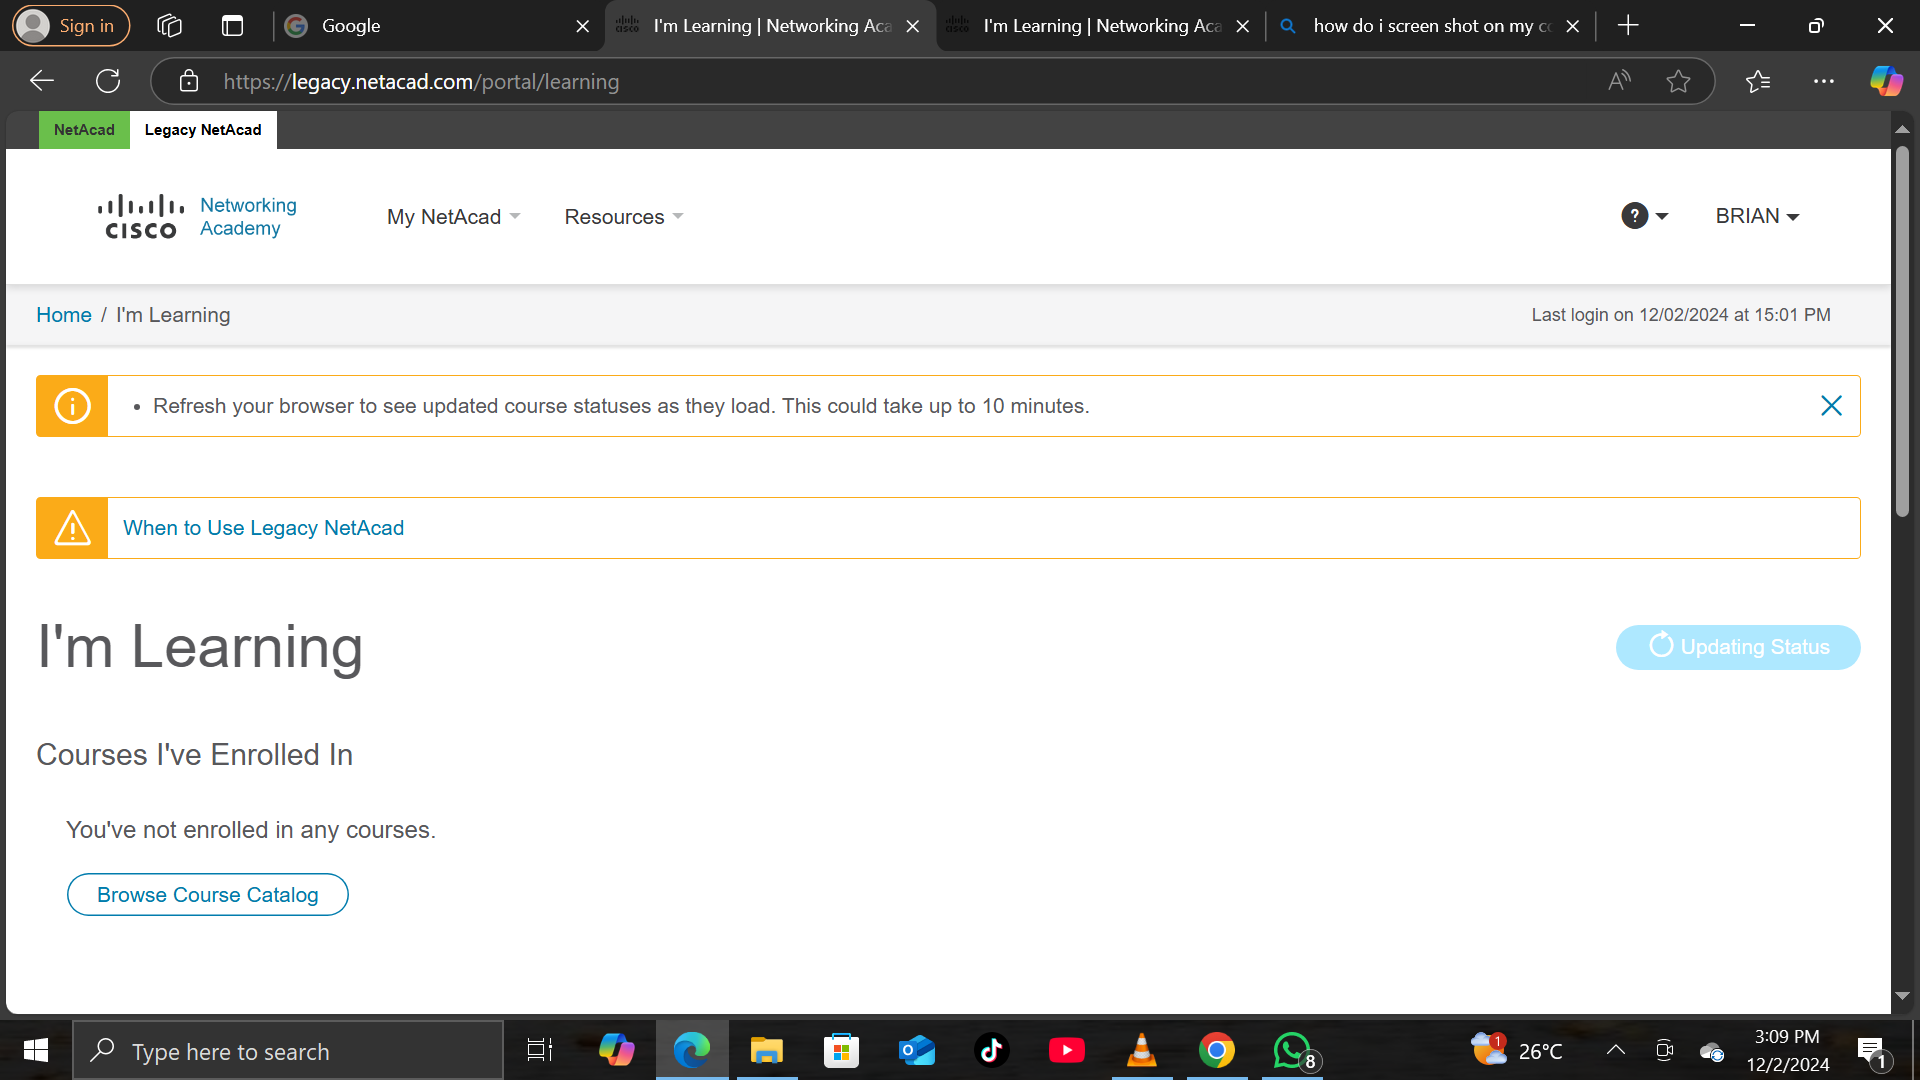 Sign in
Google
I'm Learning | Networking Aca
I'm Learning | Networking Aca
how do i screen shot on my co
https://legacy.netacad.com/portal/learning
NetAcad
Legacy NetAcad
CISCO
Networking
Academy
My NetAcad
Resources
?
BRIAN
Home / I'm Learning
Last login on 12/02/2024 at 15:01 PM
• Refresh your browser to see updated course statuses as they load. This could take up to 10 minutes.
When to Use Legacy NetAcad
I'm Learning
Updating Status
Courses I've Enrolled In
You've not enrolled in any courses.
Browse Course Catalog
Type here to search
8
1
26°C
3:09 PM
12/2/2024
1